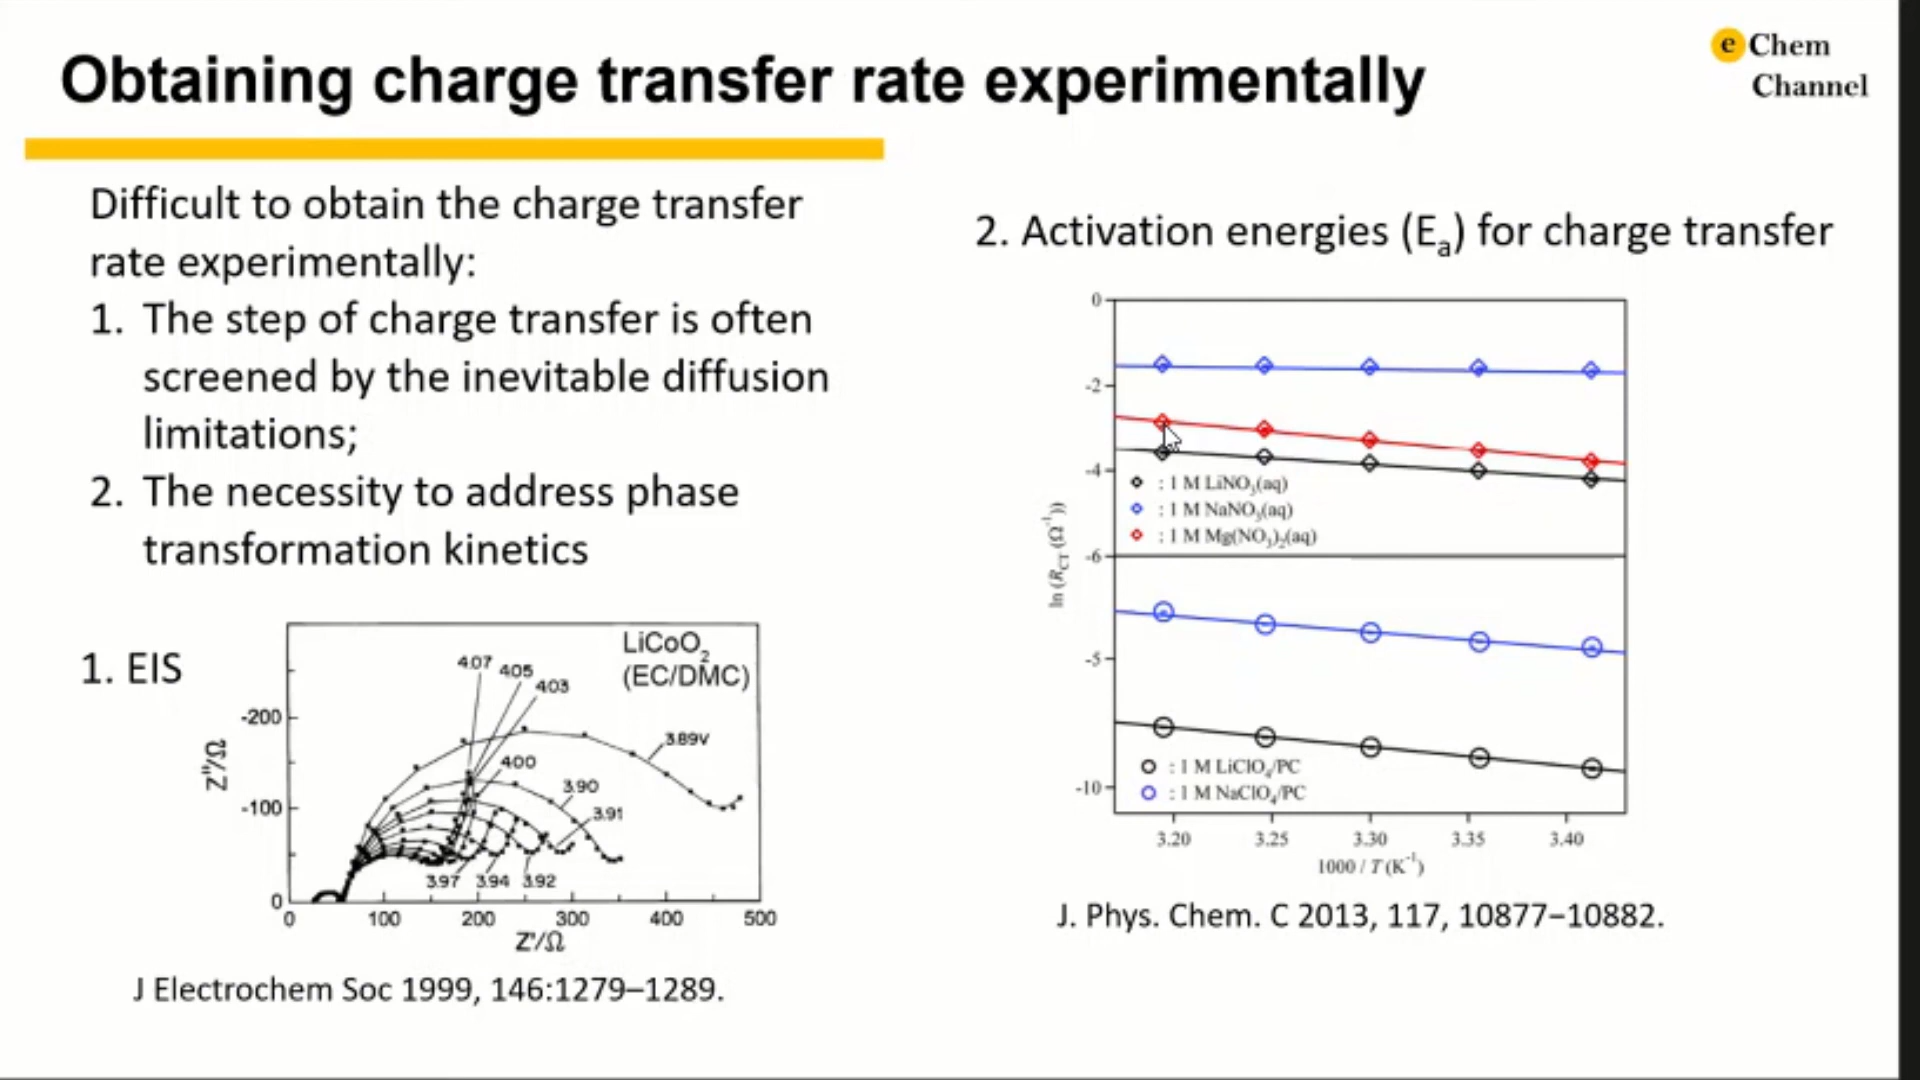 Obtaining charge transfer rate experimentally
e Chem
Channel
Difficult to obtain the charge transfer
rate experimentally:
1. The step of charge transfer is often
screened by the inevitable diffusion
limitations;
2. The necessity to address phase
transformation kinetics
1. EIS
LiCoO2
(EC/DMC)
4.07
4.05
4.03
3.89V
4.00
3.90
3.91
3.97
3.94
3.92
-200
-100
0
Z"/Ω
0
100
200
300
400
500
Z'/Ω
J Electrochem Soc 1999, 146:1279–1289.
2. Activation energies (Ea) for charge transfer
0
-2
-4
-6
-5
-10
ln (RCT (Ω-1))
: 1 M LiNO3(aq)
: 1 M NaNO3(aq)
: 1 M Mg(NO3)2(aq)
: 1 M LiClO4/PC
: 1 M NaClO4/PC
3.20
3.25
3.30
3.35
3.40
1000 / T (K-1)
J. Phys. Chem. C 2013, 117, 10877−10882.